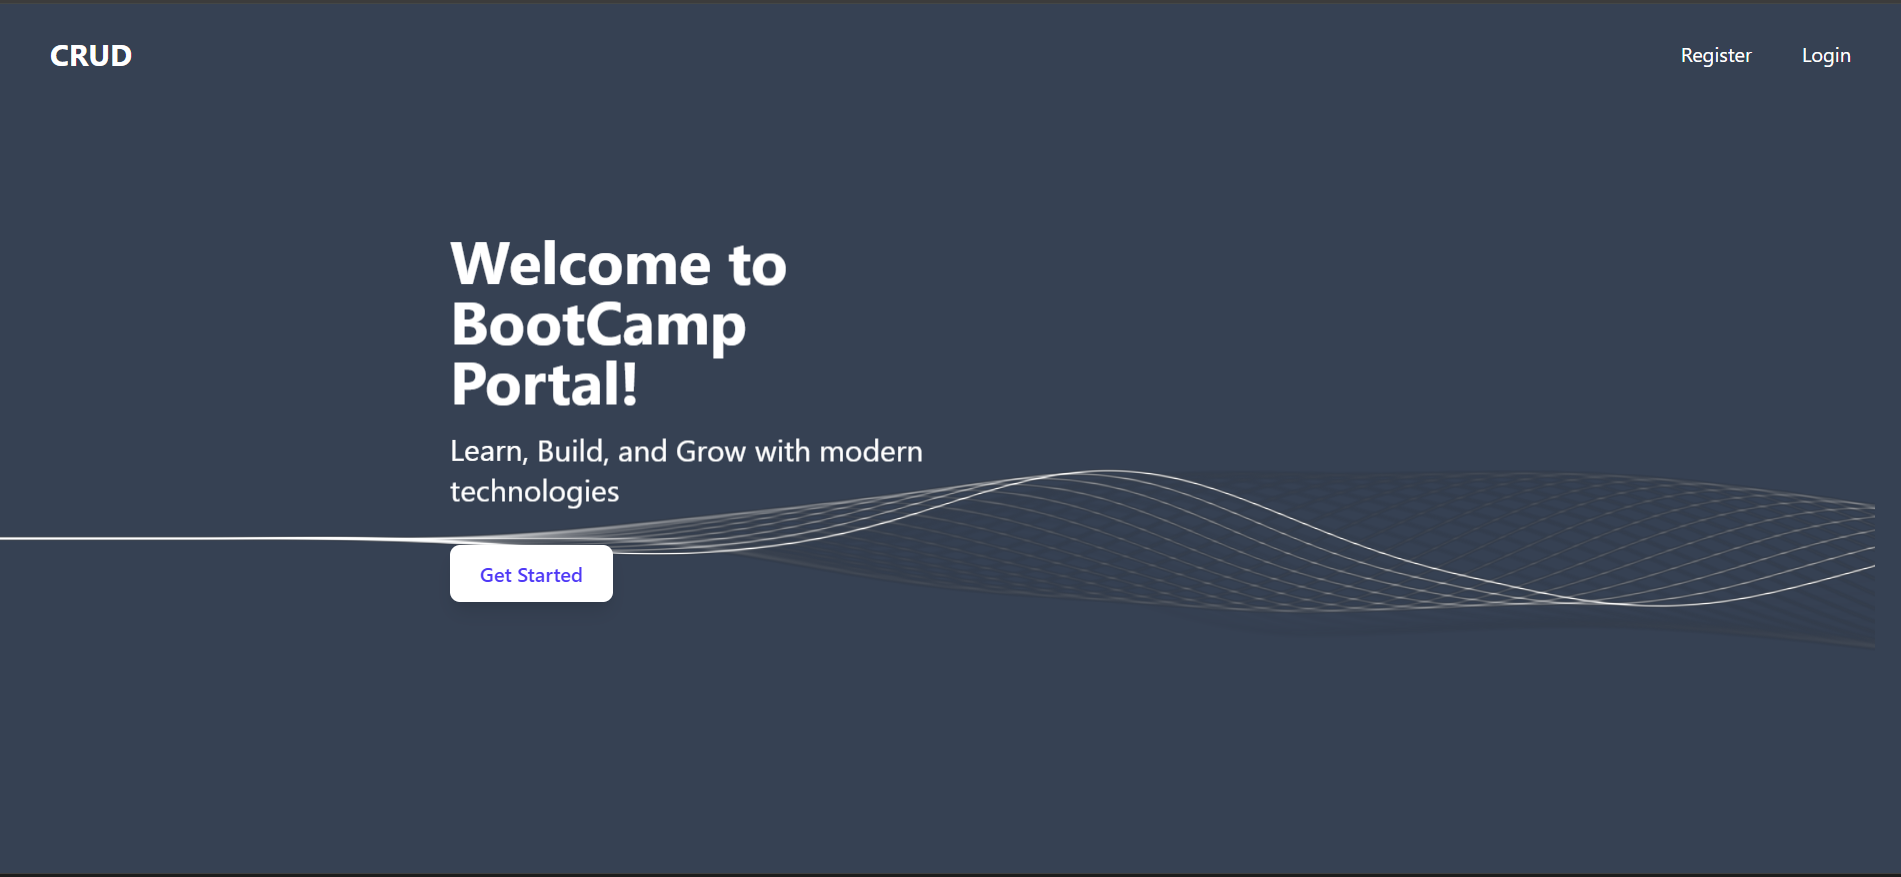 CRUD
Register
Login
Welcome to
BootCamp
Portal!
Learn, Build, and Grow with modern
technologies
Get Started